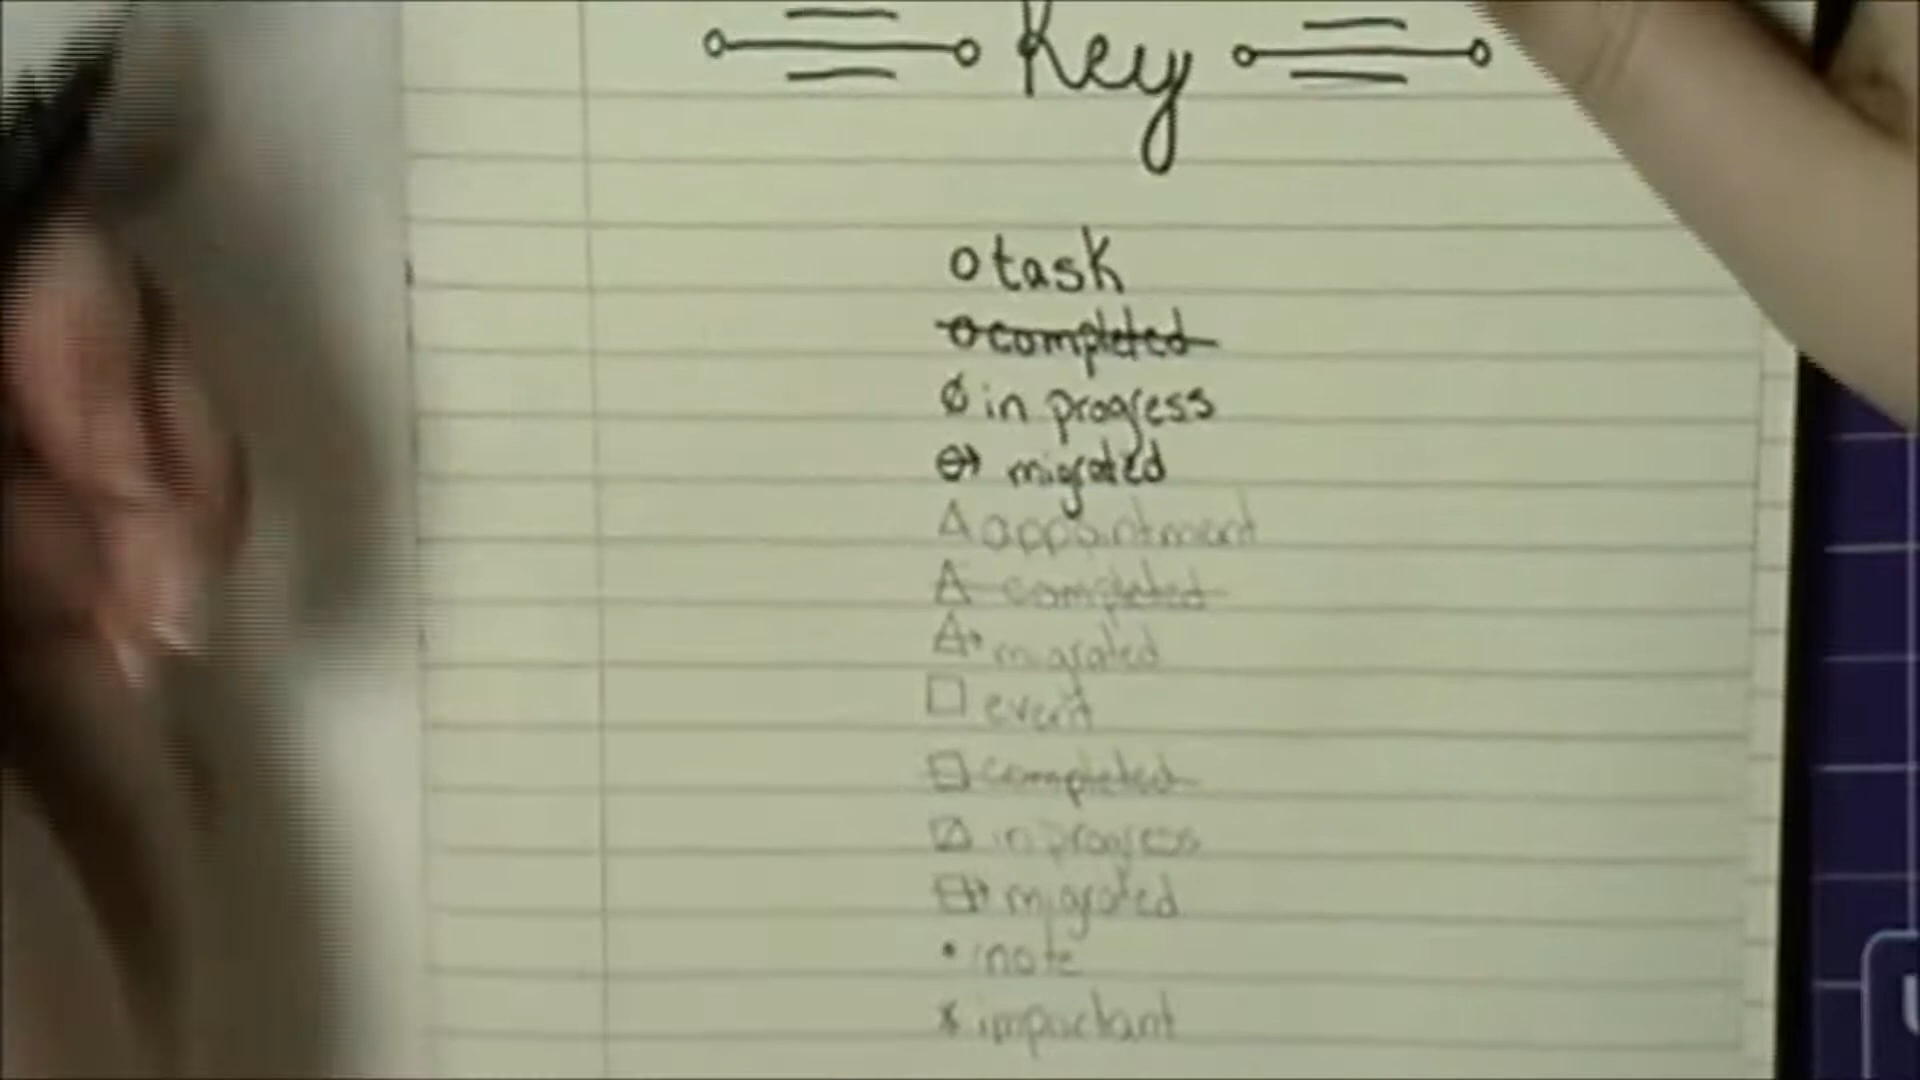 Key
o task
o completed
ø in progress
⊖→ migrated
△ appointment
△ completed
△→ migrated
□ event
□ completed
□ in progress
□→ migrated
• note
* important